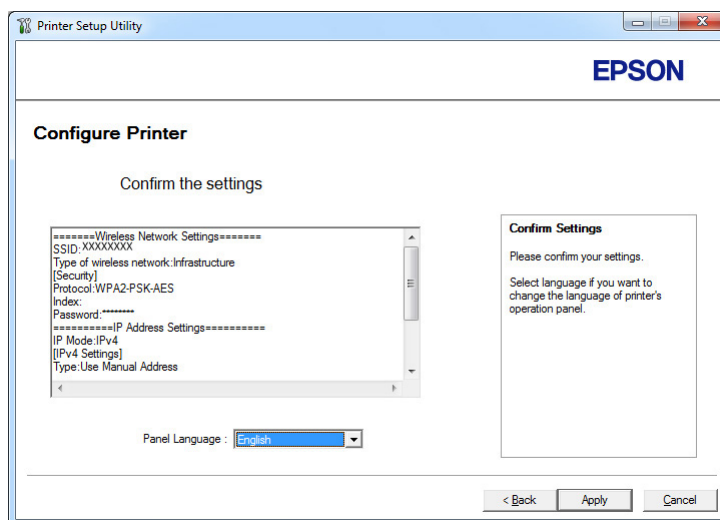 Printer Setup Utility
EPSON
Configure Printer
Confirm the settings
=======Wireless Network Settings=======
SSID:XXXXXXXX
Type of wireless network:Infrastructure
[Security]
Protocol:WPA2-PSK-AES
Index:
Password:********
==========IP Address Settings==========
IP Mode:IPv4
[IPv4 Settings]
Type:Use Manual Address
Panel Language : English
Confirm Settings
Please confirm your settings.
Select language if you want to
change the language of printer's
operation panel.
< Back Apply Cancel